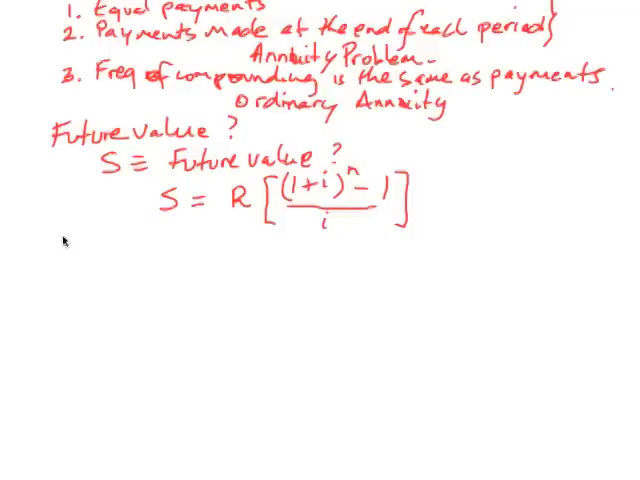 1. Equal payments
2. Payments made at the end of each period}
Annuity Problem.
3. Freq of compounding is the same as payments.
Ordinary Annuity
Future value ?
S ≡ Future value ?
S = R [ ((1+i)^n - 1) / i ]